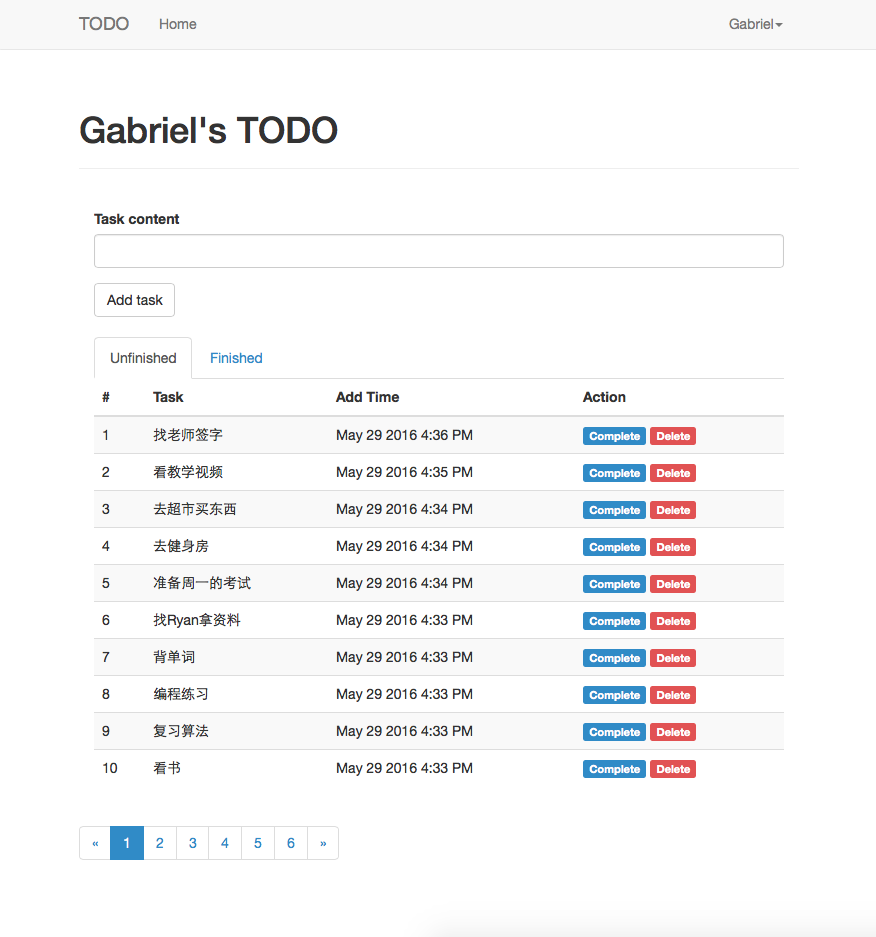 TODO Home Gabriel
Gabriel's TODO
Task content
Add task
Unfinished Finished
# Task Add Time Action
1 找老师签字 May 29 2016 4:36 PM Complete Delete
2 看教学视频 May 29 2016 4:35 PM Complete Delete
3 去超市买东西 May 29 2016 4:34 PM Complete Delete
4 去健身房 May 29 2016 4:34 PM Complete Delete
5 准备周一的考试 May 29 2016 4:34 PM Complete Delete
6 找Ryan拿资料 May 29 2016 4:33 PM Complete Delete
7 背单词 May 29 2016 4:33 PM Complete Delete
8 编程练习 May 29 2016 4:33 PM Complete Delete
9 复习算法 May 29 2016 4:33 PM Complete Delete
10 看书 May 29 2016 4:33 PM Complete Delete
« 1 2 3 4 5 6 »